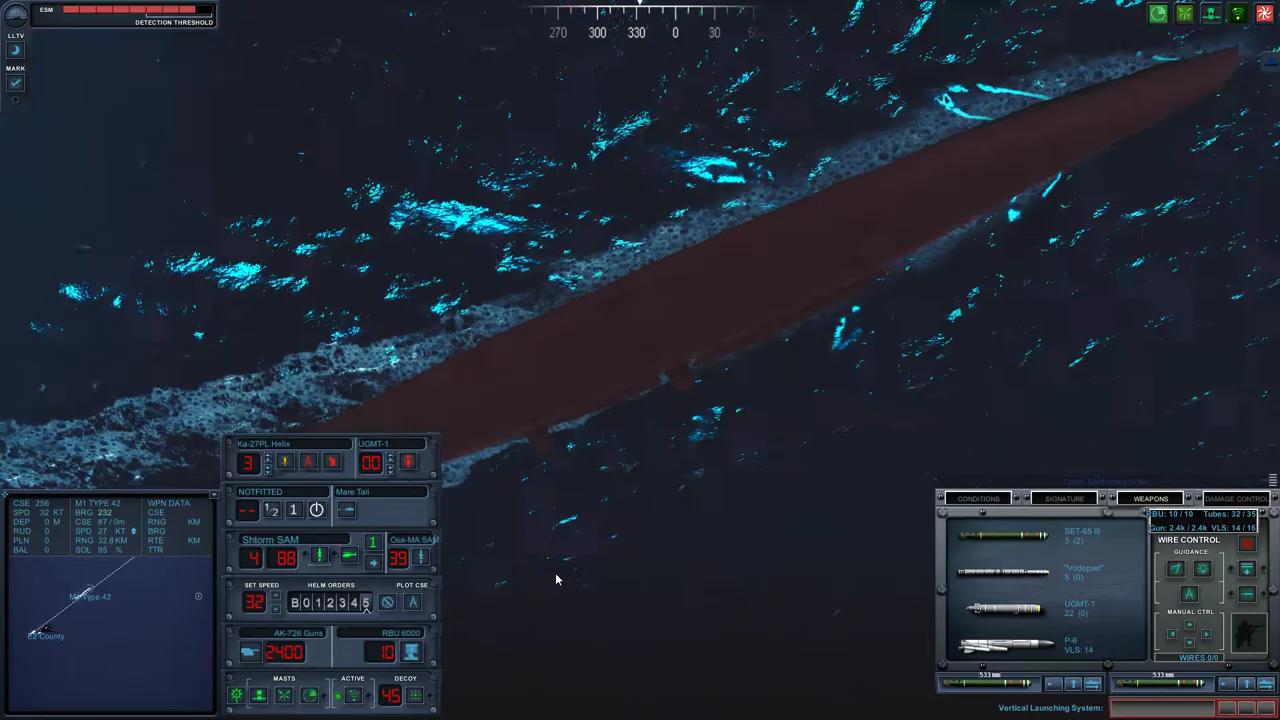 ESM
DETECTION THRESHOLD
LLTV
MARK
270 300 330 0 30
Ka-27PL Helix
UGMT-1
3
00
NOTFITTED
Mare Tail
--
1/2
1
Shtorm SAM
1
Osa-MA SAM
4 88
39
SET SPEED
HELM ORDERS
PLOT CSE
32
B 0 1 2 3 4 5
AK-726 Guns
RBU 6000
2400
10
MASTS
ACTIVE
DECOY
45
CSE 256
SPD 32 KT
DEP 0 M
RUD 0
PLN 0
BAL 0
M1 TYPE 42
BRG 232
CSE 87 / 0m
SPD 27 KT
RNG 32.8 KM
SOL 95 %
WPN DATA
CSE
RNG KM
BRG
RTE KM
TTR
M1 Type 42
County
CONDITIONS
SIGNATURE
WEAPONS
DAMAGE CONTROL
RBU: 10 / 10 Tubes: 32 / 35
Gun: 2.4k / 2.4k VLS: 14 / 16
SET-65 III
3 (2)
"Vodopad"
5 (0)
UGMT-1
22 (0)
P-6
VLS: 14
WIRE CONTROL
GUIDANCE
MANUAL CTRL
WIRES 0/0
533 mm
533 mm
Vertical Launching System: